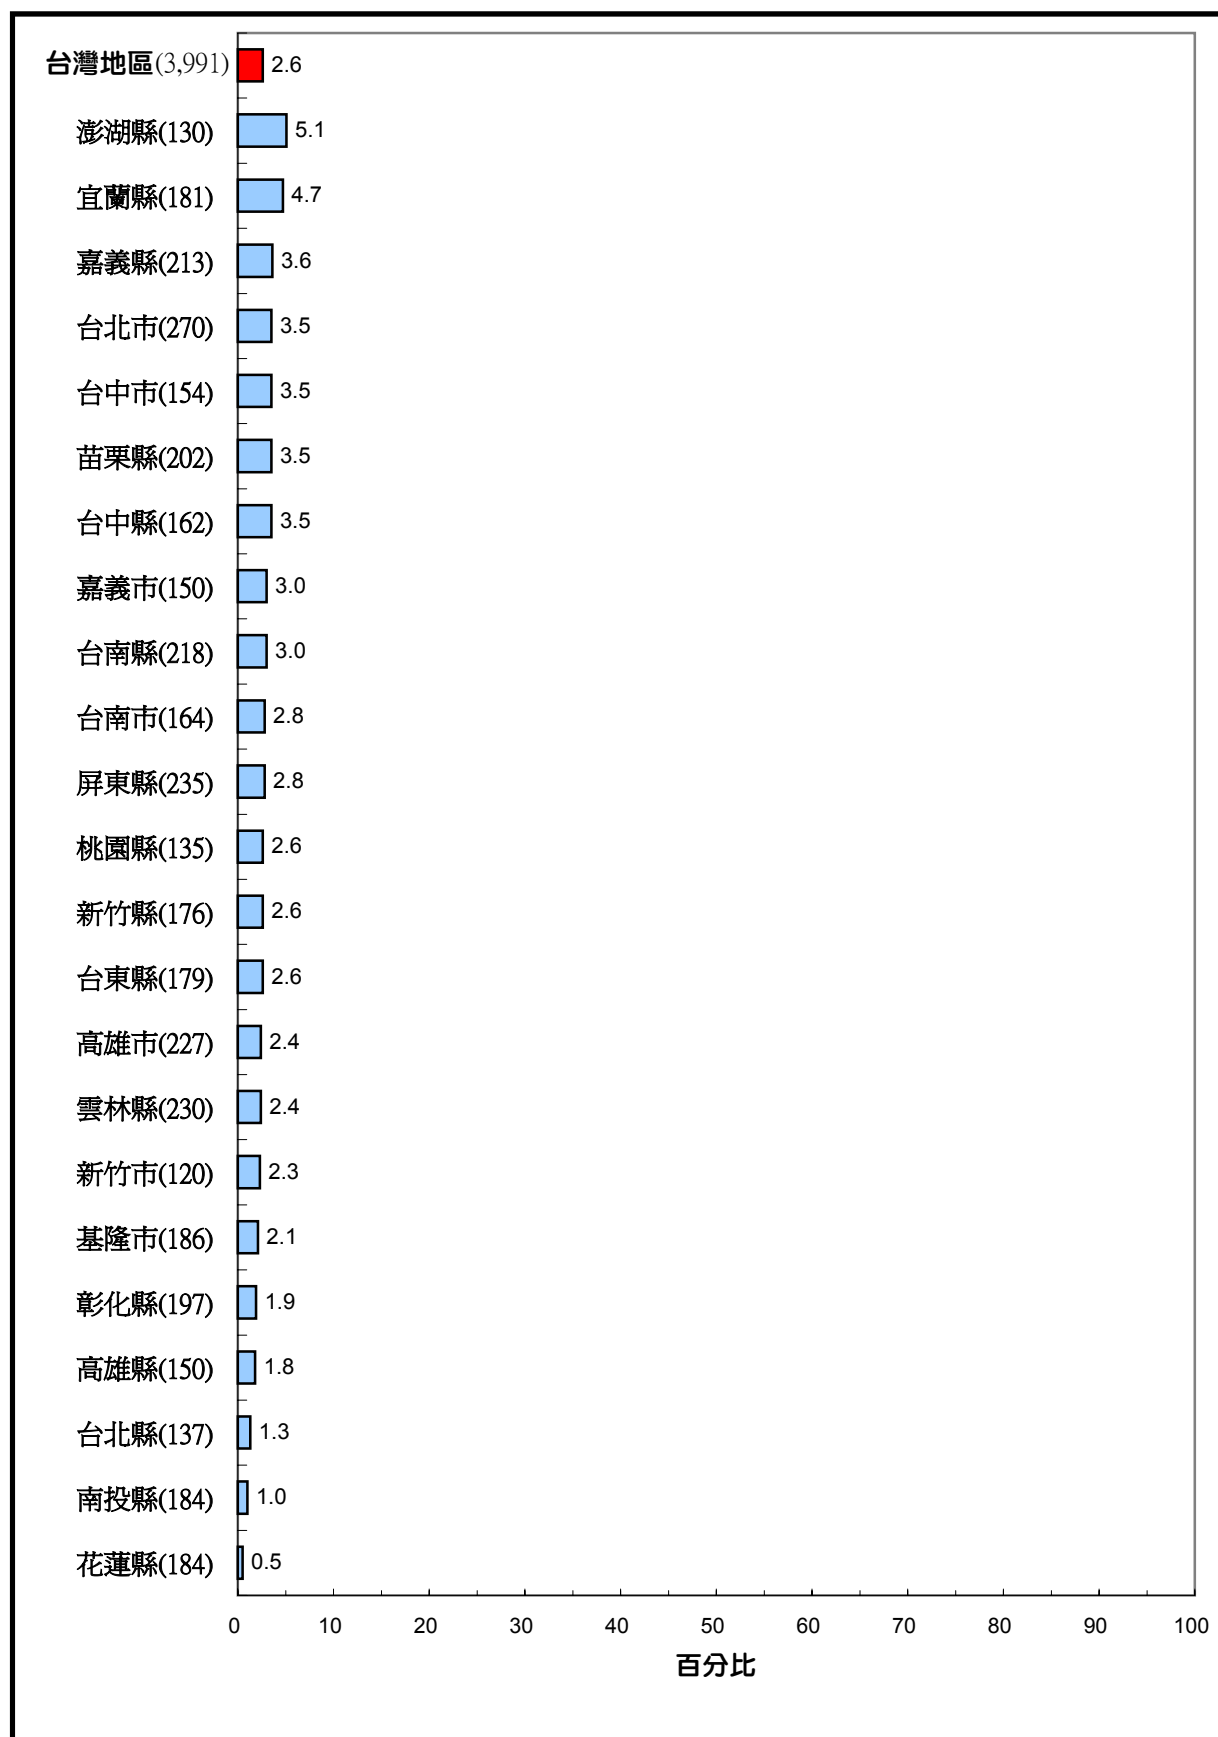 台灣地區(3,991) 2.6
澎湖縣(130) 5.1
宜蘭縣(181) 4.7
嘉義縣(213) 3.6
台北市(270) 3.5
台中市(154) 3.5
苗栗縣(202) 3.5
台中縣(162) 3.5
嘉義市(150) 3.0
台南縣(218) 3.0
台南市(164) 2.8
屏東縣(235) 2.8
桃園縣(135) 2.6
新竹縣(176) 2.6
台東縣(179) 2.6
高雄市(227) 2.4
雲林縣(230) 2.4
新竹市(120) 2.3
基隆市(186) 2.1
彰化縣(197) 1.9
高雄縣(150) 1.8
台北縣(137) 1.3
南投縣(184) 1.0
花蓮縣(184) 0.5
0 10 20 30 40 50 60 70 80 90 100
百分比